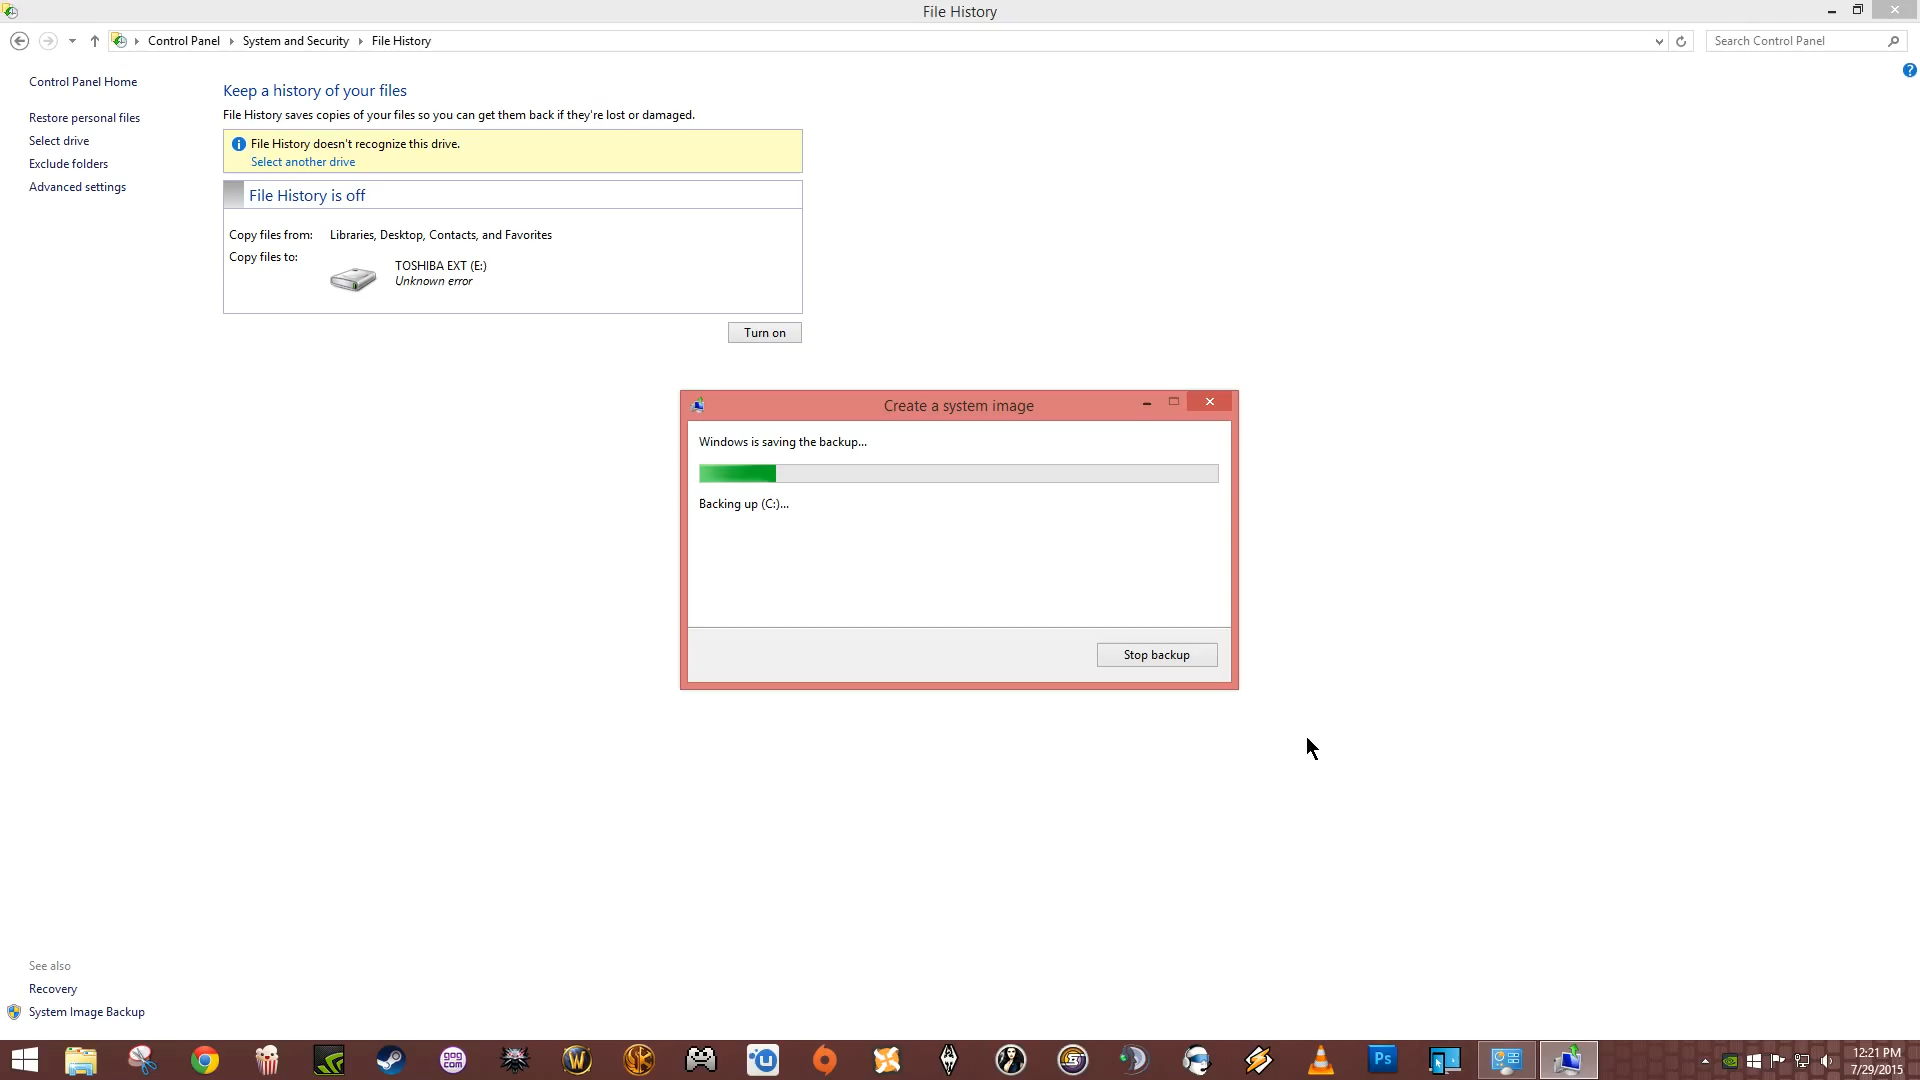 File History
Control Panel
System and Security
File History
Search Control Panel
Control Panel Home
Restore personal files
Select drive
Exclude folders
Advanced settings
Keep a history of your files
File History saves copies of your files so you can get them back if they're lost or damaged.
File History doesn't recognize this drive.
Select another drive
File History is off
Copy files from: Libraries, Desktop, Contacts, and Favorites
Copy files to:
TOSHIBA EXT (E:)
Unknown error
Turn on
Create a system image
Windows is saving the backup...
Backing up (C:)...
Stop backup
See also
Recovery
System Image Backup
gog
com
W
u
Ps
12:21 PM
7/29/2015